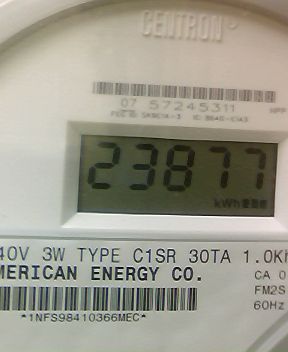 CENTRON
07 57245311
23877
kWh
40V 3W TYPE C1SR 30TA 1.0Kh
MERICAN ENERGY CO.
CA 0
FM2S
60Hz
*1NFS98410366MEC*